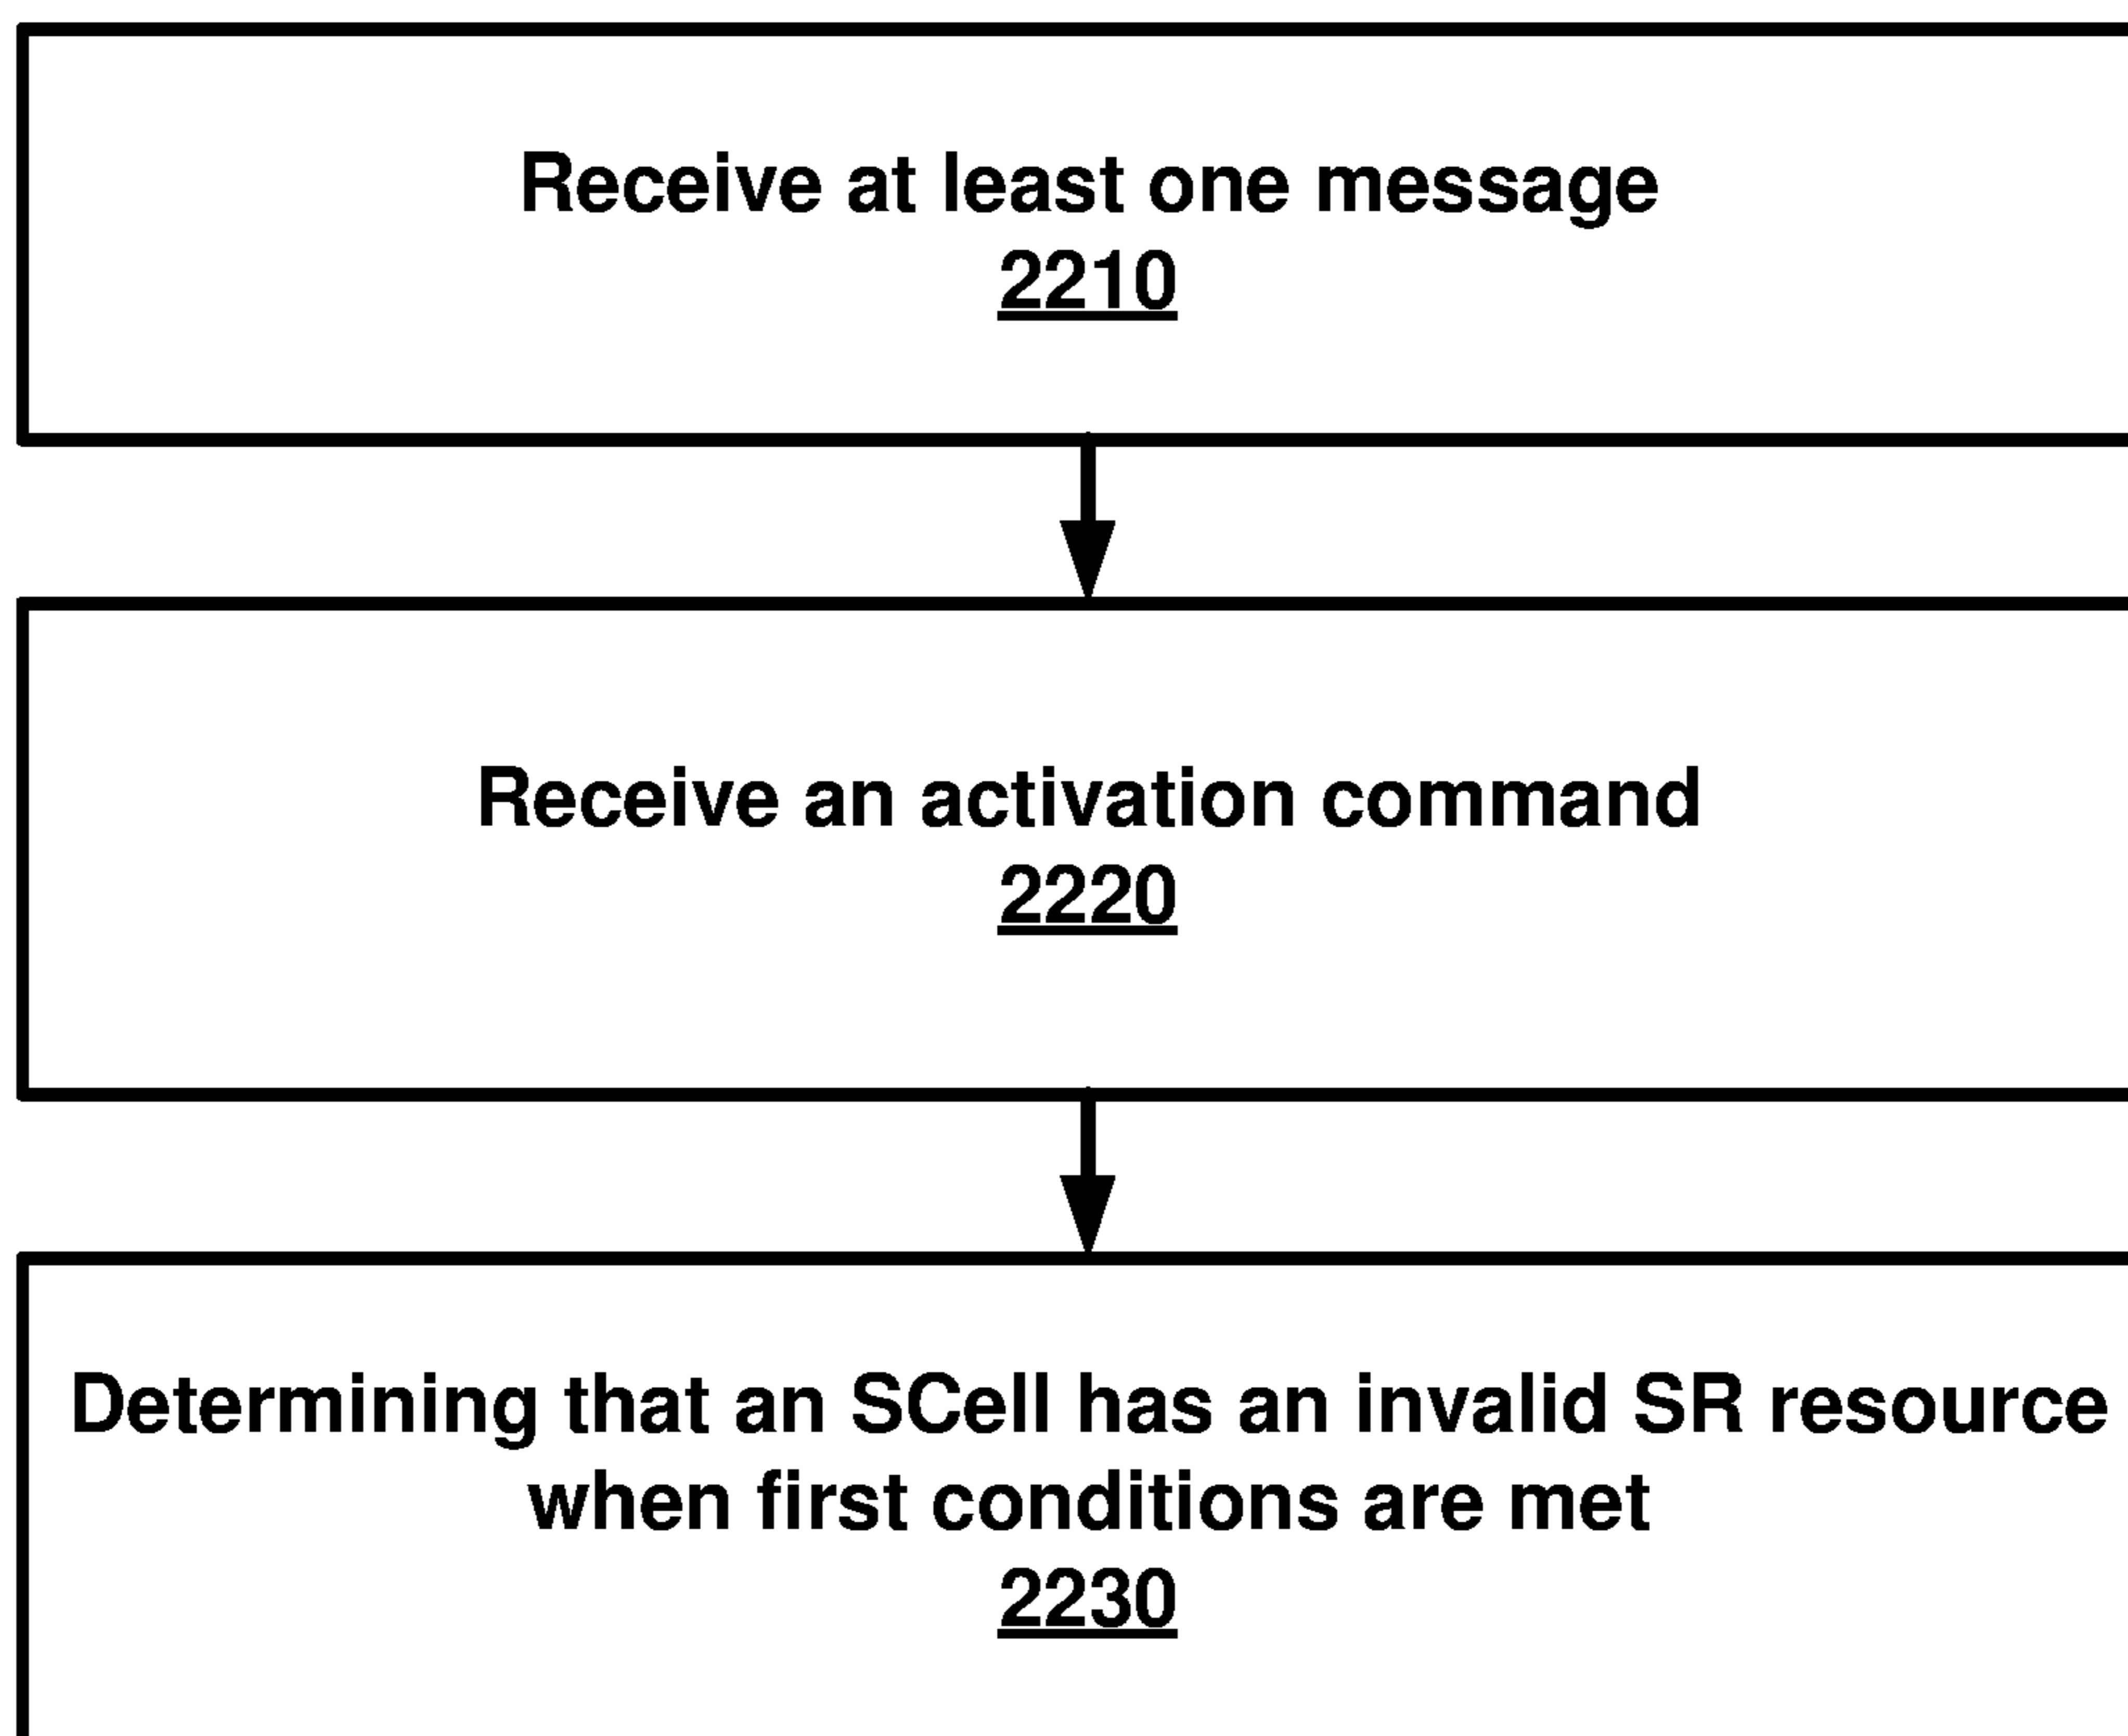 Receive at least one message
2210
Receive an activation command
2220
Determining that an SCell has an invalid SR resource
when first conditions are met
2230